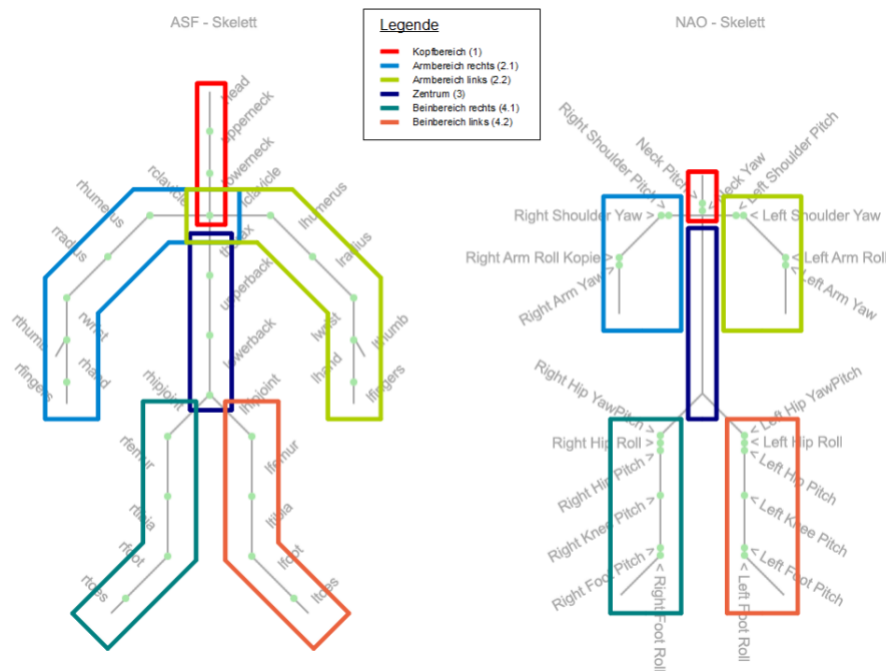 ASF - Skelett
Legende
Kopfbereich (1)
Armbereich rechts (2.1)
Armbereich links (2.2)
Zentrum (3)
Beinbereich rechts (4.1)
Beinbereich links (4.2)
NAO - Skelett
head
upperneck
lowerneck
rclavicle
lclavicle
rhumerus
lhumerus
rradius
lradius
thorax
upperback
lowerback
rwrist
lwrist
rthumb
lthumb
rhand
lhand
rfingers
lfingers
rhipjoint
lhipjoint
rfemur
lfemur
rtibia
ltibia
rfoot
lfoot
rtoes
ltoes
Right Shoulder Pitch >
Neck Pitch >
< Neck Yaw
< Left Shoulder Pitch
Right Shoulder Yaw >
< Left Shoulder Yaw
Right Arm Roll Kopie >
< Left Arm Roll
Right Arm Yaw >
< Left Arm Yaw
Right Hip YawPitch >
< Left Hip YawPitch
Right Hip Roll >
< Left Hip Roll
Right Hip Pitch >
< Left Hip Pitch
Right Knee Pitch >
< Left Knee Pitch
Right Foot Pitch >
< Left Foot Pitch
< Right Foot Roll
< Left Foot Roll